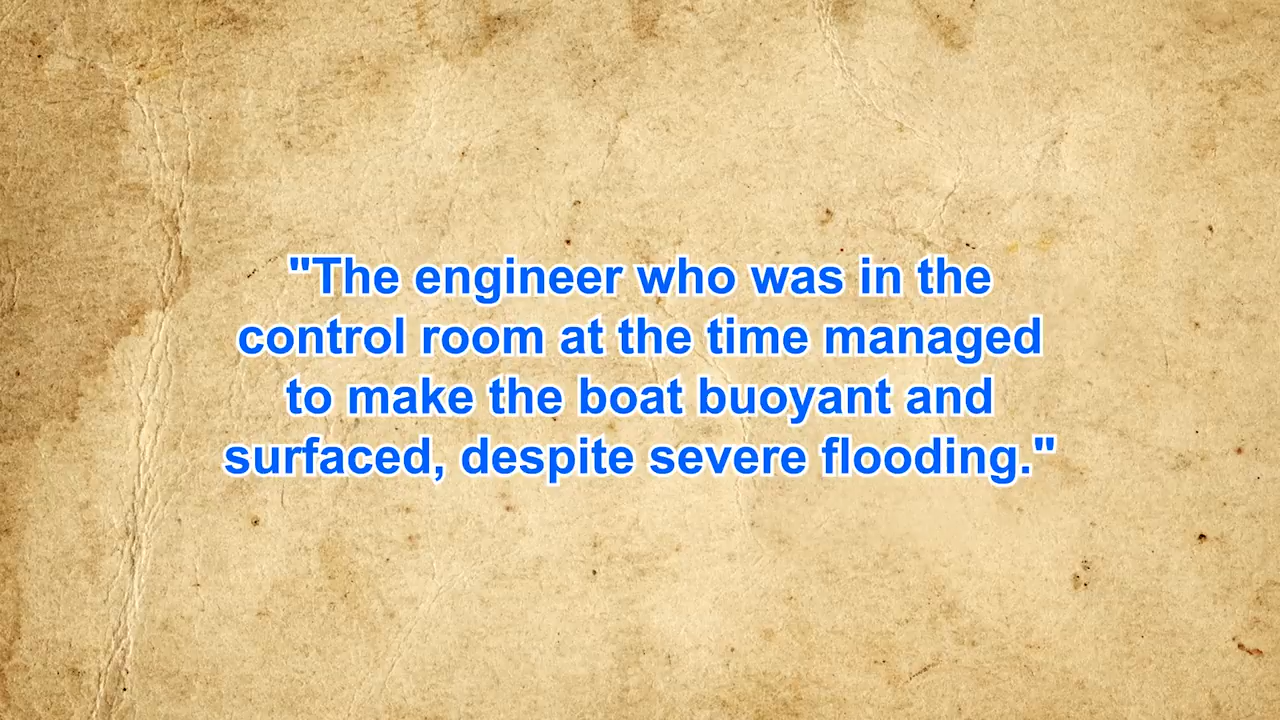 "The engineer who was in the
control room at the time managed
to make the boat buoyant and
surfaced, despite severe flooding."